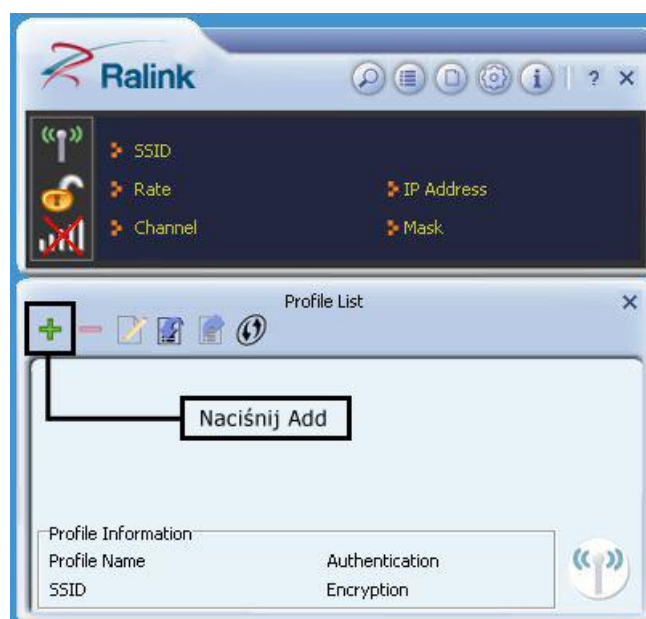 Ralink
? ×
SSID
Rate IP Address
Channel Mask
Profile List ×
Naciśnij Add
Profile Information
Profile Name Authentication
SSID Encryption